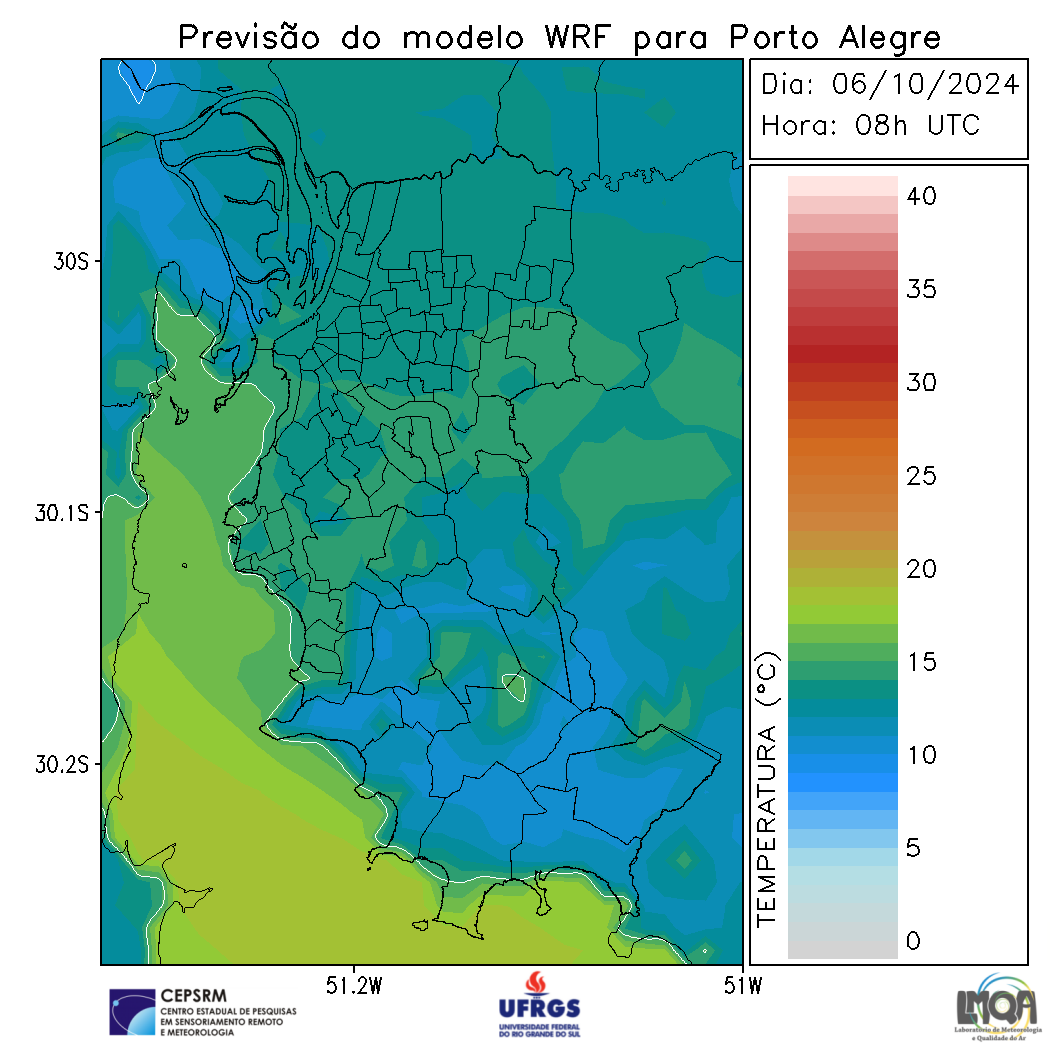 Previsão do modelo WRF para Porto Alegre
Dia: 06/10/2024
Hora: 08h UTC
40
35
30
25
20
15
10
5
0
TEMPERATURA (°C)
30S
30.1S
30.2S
51.2W
51W
CEPSRM
CENTRO ESTADUAL DE PESQUISAS
EM SENSORIAMENTO REMOTO
E METEOROLOGIA
UFRGS
UNIVERSIDADE FEDERAL
DO RIO GRANDE DO SUL
LMQA
Laboratório de Meteorologia
e Qualidade do Ar